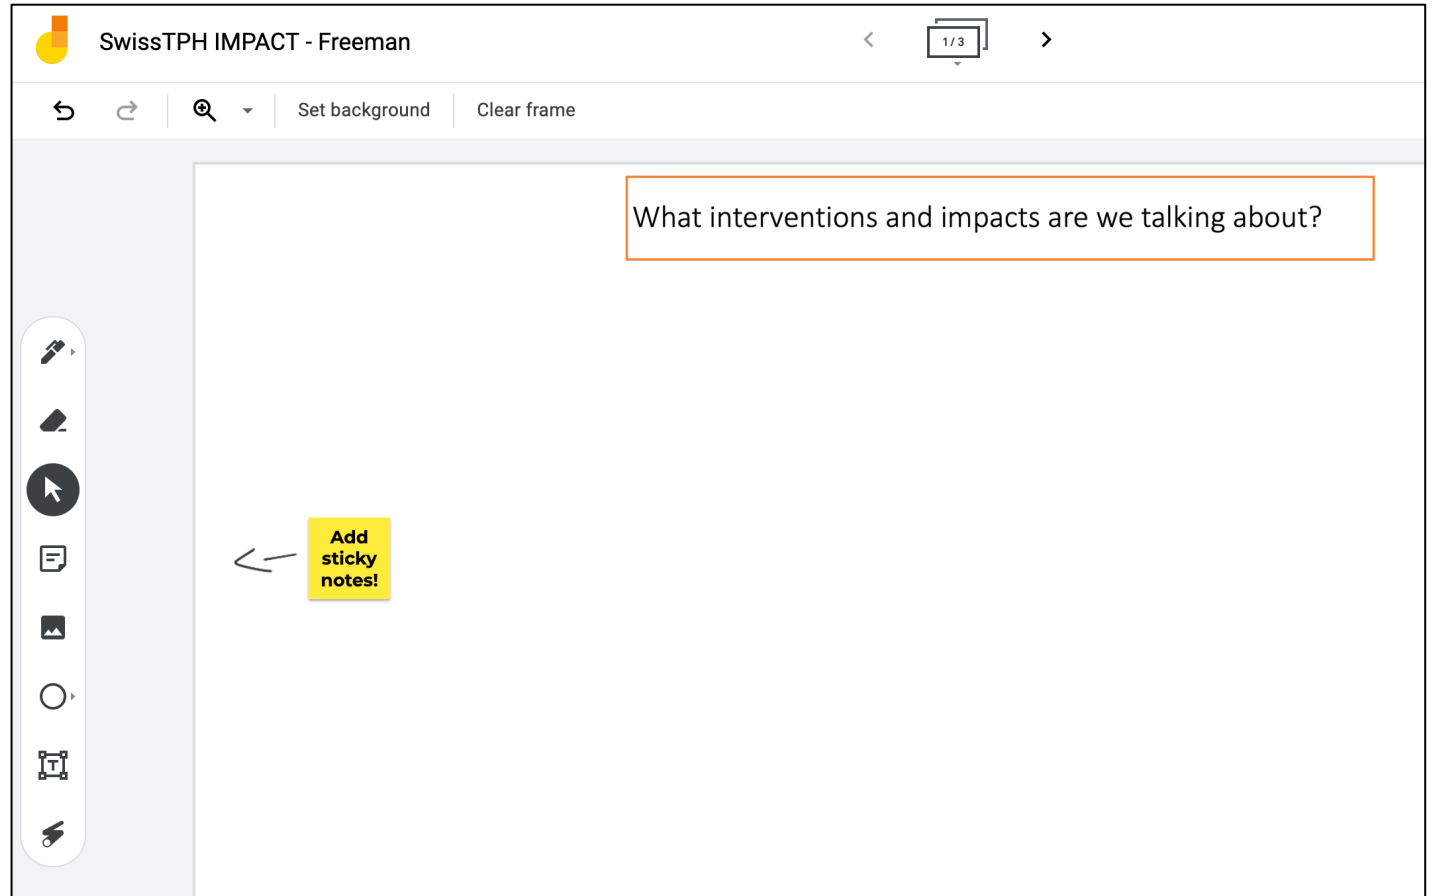 SwissTPH IMPACT - Freeman
1 / 3
Set background
Clear frame
What interventions and impacts are we talking about?
Add
sticky
notes!
T